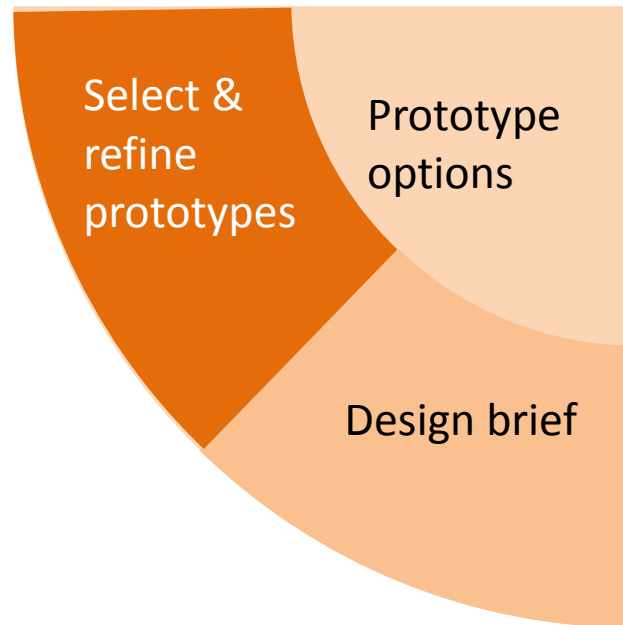 Select &
refine
prototypes
Prototype
options
Design brief